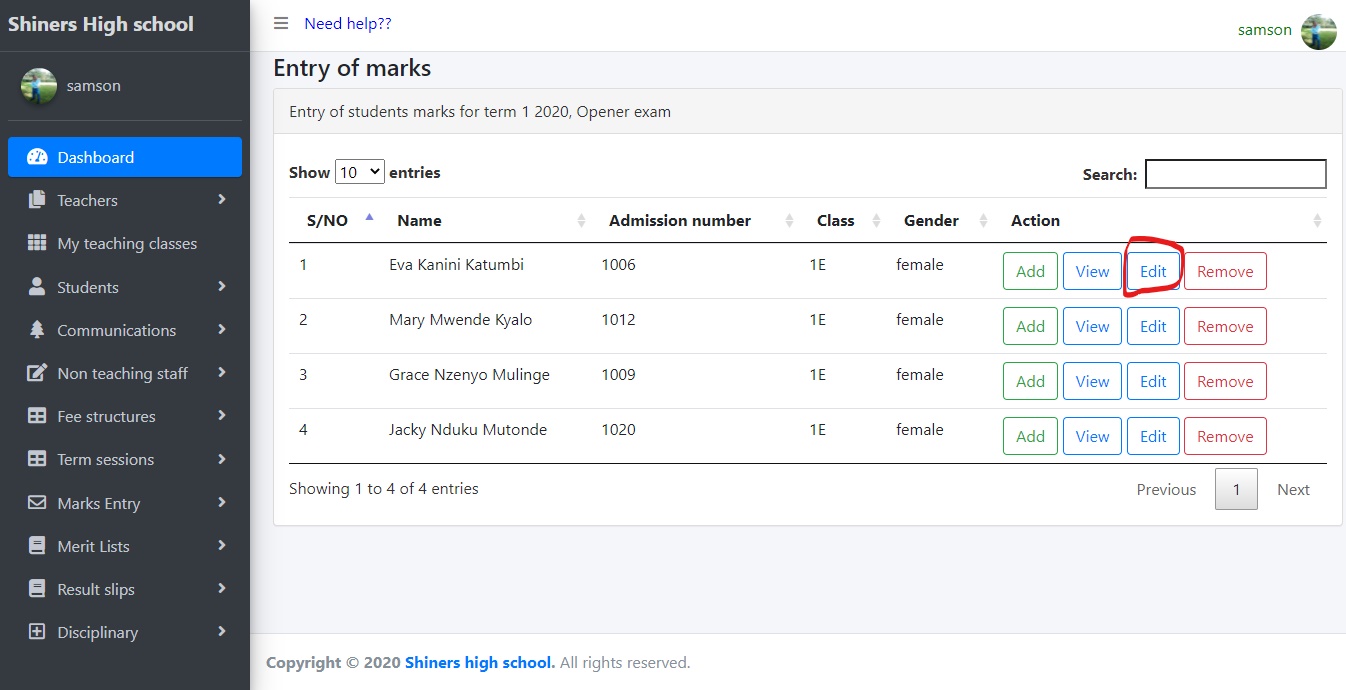 Shiners High school
samson
Dashboard
Teachers
My teaching classes
Students
Communications
Non teaching staff
Fee structures
Term sessions
Marks Entry
Merit Lists
Result slips
Disciplinary
Need help??
samson
Entry of marks
Entry of students marks for term 1 2020, Opener exam
Show 10 entries Search:
S/NO Name Admission number Class Gender Action
1 Eva Kanini Katumbi 1006 1E female Add View Edit Remove
2 Mary Mwende Kyalo 1012 1E female Add View Edit Remove
3 Grace Nzenyo Mulinge 1009 1E female Add View Edit Remove
4 Jacky Nduku Mutonde 1020 1E female Add View Edit Remove
Showing 1 to 4 of 4 entries Previous 1 Next
Copyright © 2020 Shiners high school. All rights reserved.